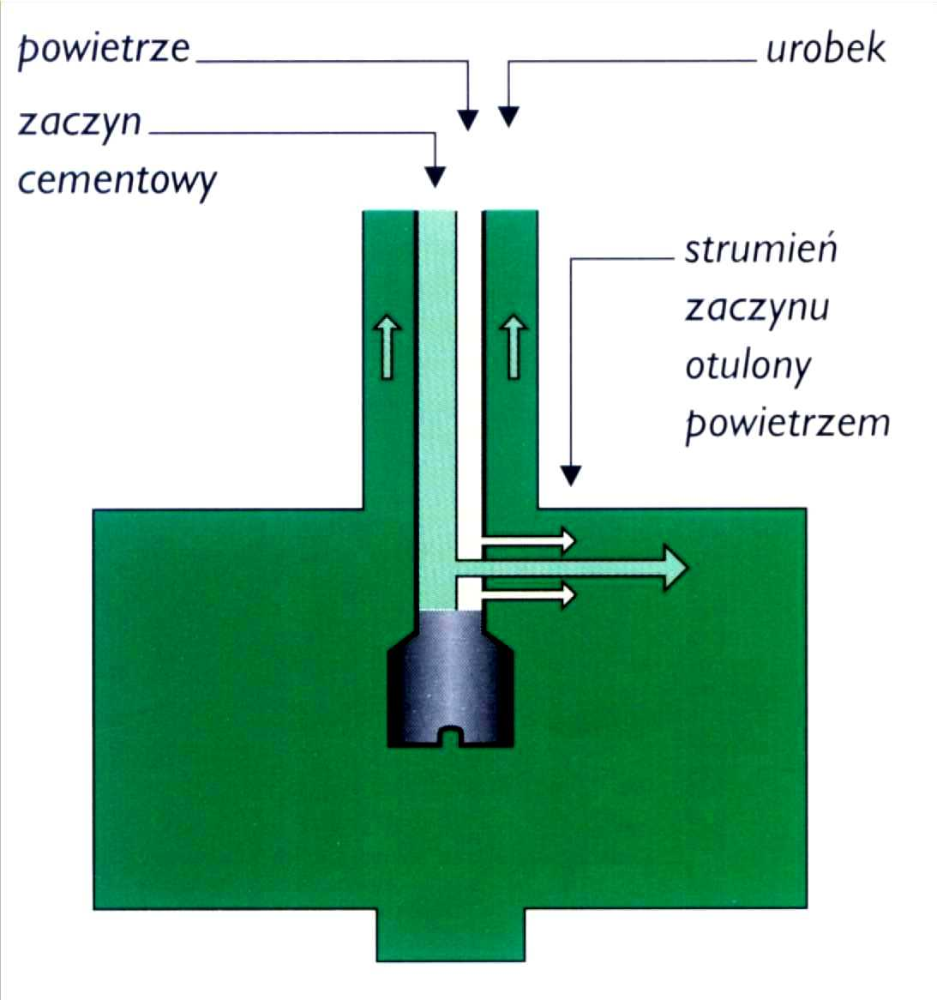 powietrze
urobek
zaczyn
cementowy
strumień
zaczynu
otulony
powietrzem